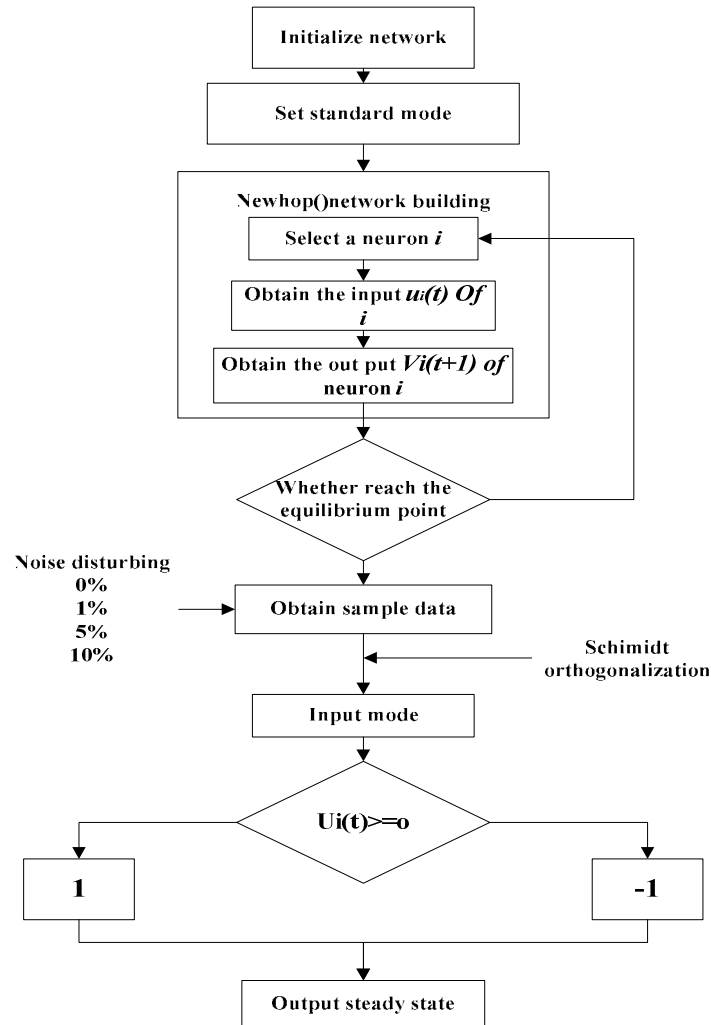 Initialize network
Set standard mode
Newhop()network building
Select a neuron i
Obtain the input ui(t) Of
i
Obtain the out put Vi(t+1) of
neuron i
Whether reach the
equilibrium point
Noise disturbing
0%
1%
5%
10%
Obtain sample data
Schimidt
orthogonalization
Input mode
Ui(t)>=o
1
-1
Output steady state